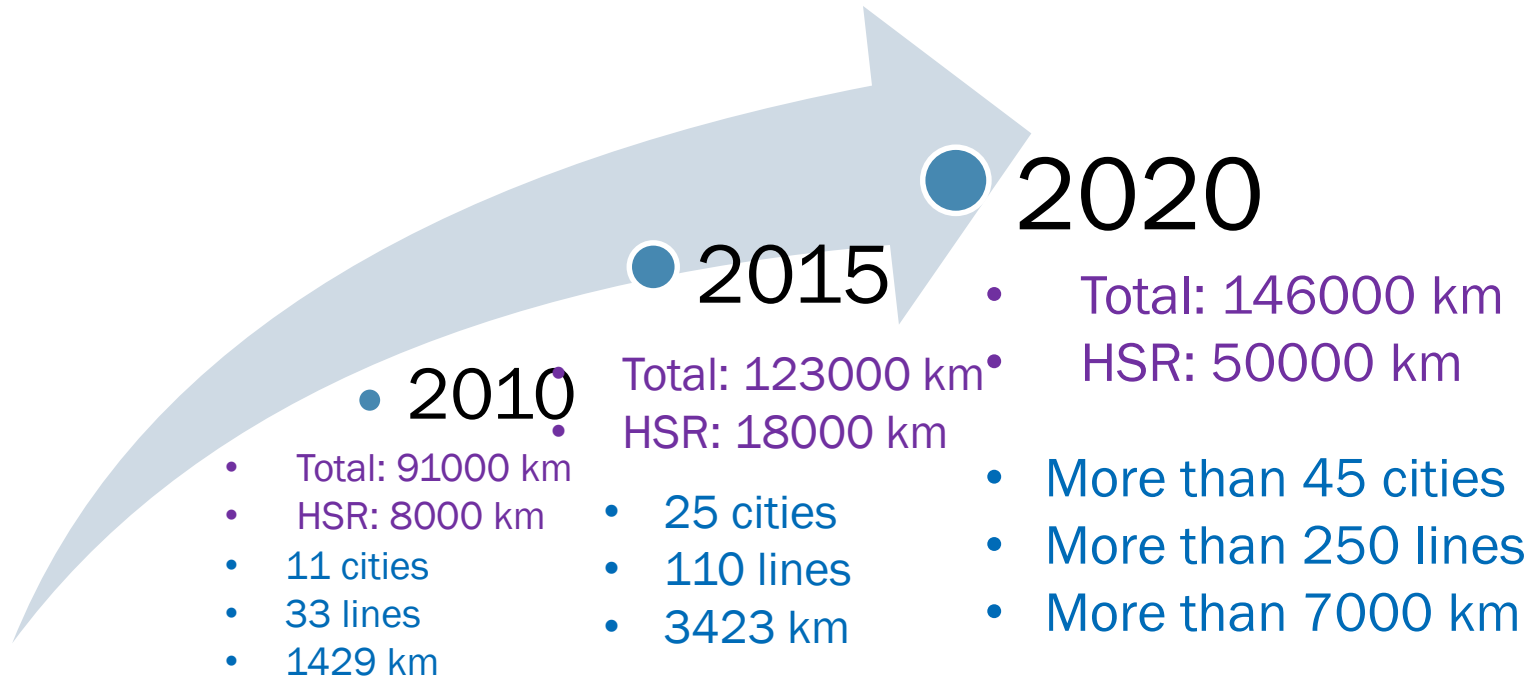 2010
• Total: 91000 km
• HSR: 8000 km
• 11 cities
• 33 lines
• 1429 km
2015
• Total: 123000 km
• HSR: 18000 km
• 25 cities
• 110 lines
• 3423 km
2020
• Total: 146000 km
• HSR: 50000 km
• More than 45 cities
• More than 250 lines
• More than 7000 km